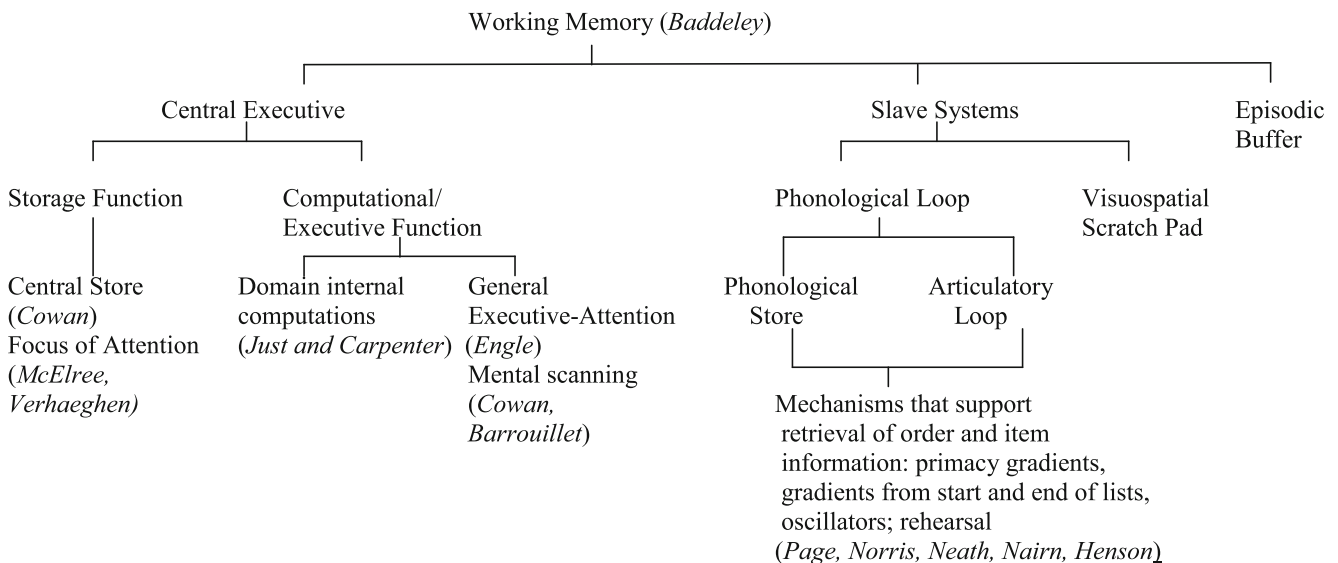 Working Memory (Baddeley)
Central Executive
Slave Systems
Episodic
Buffer
Storage Function
Computational/
Executive Function
Phonological Loop
Visuospatial
Scratch Pad
Central Store
(Cowan)
Focus of Attention
(McElree,
Verhaeghen)
Domain internal
computations
(Just and Carpenter)
General
Executive-Attention
(Engle)
Mental scanning
(Cowan,
Barrouillet)
Phonological
Store
Articulatory
Loop
Mechanisms that support
retrieval of order and item
information: primacy gradients,
gradients from start and end of lists,
oscillators; rehearsal
(Page, Norris, Neath, Nairn, Henson)